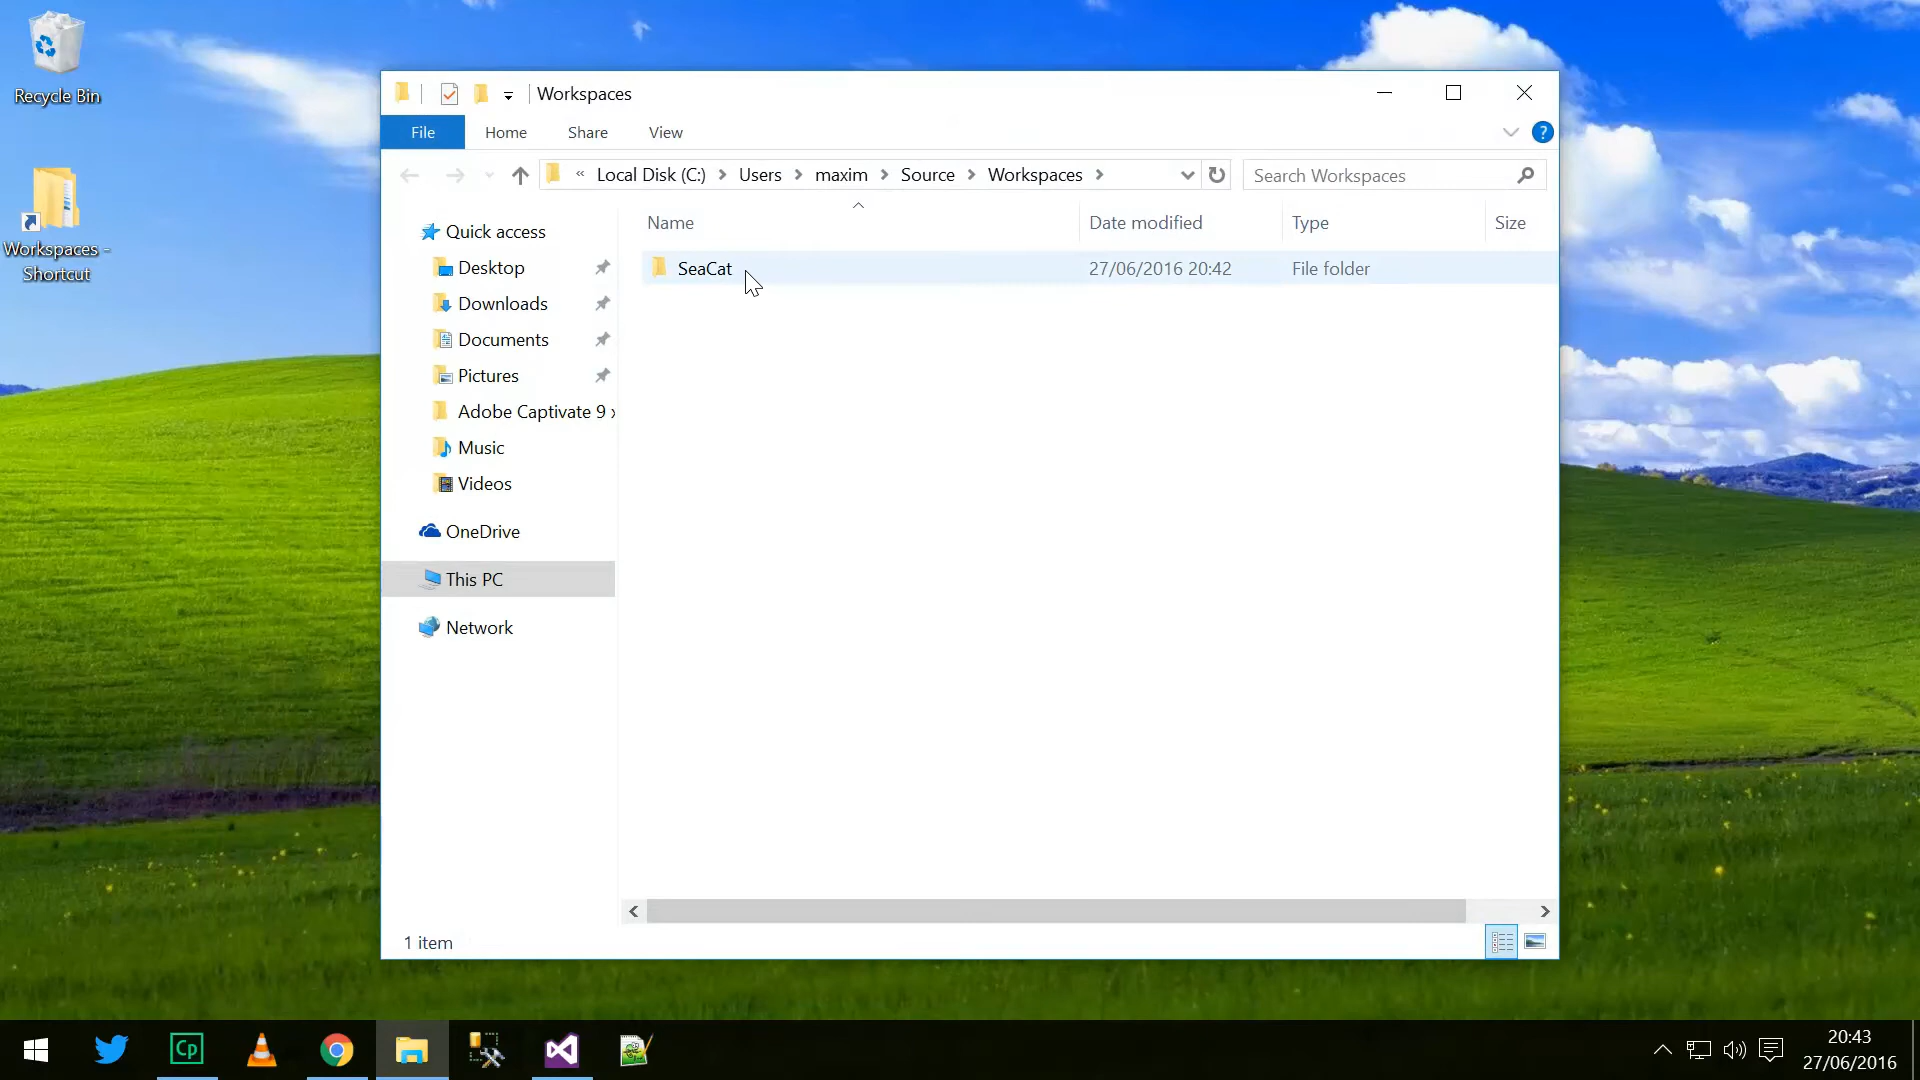 Recycle Bin
Workspaces -
Shortcut
Workspaces
File Home Share View
?
« Local Disk (C:) > Users > maxim > Source > Workspaces >
Search Workspaces
Name Date modified Type Size
SeaCat 27/06/2016 20:42 File folder
Quick access
Desktop
Downloads
Documents
Pictures
Adobe Captivate 9 x
Music
Videos
OneDrive
This PC
Network
1 item
Cp
20:43
27/06/2016